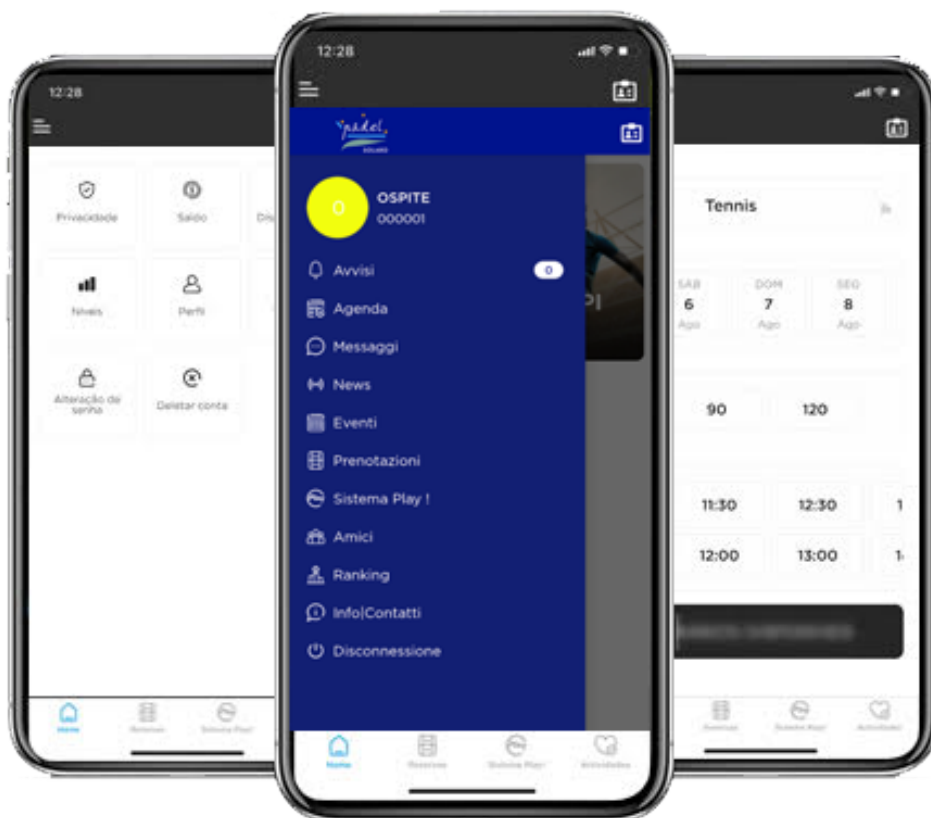 12:28
Privacidade
Saldo
Níveis
Perfil
Alteração de
senha
Deletar conta
Home
Reservas
Sistema Play!
12:28
padel
SOLARO
O
OSPITE
000001
Avvisi
0
Agenda
Messaggi
News
Eventi
Prenotazioni
Sistema Play !
Amici
Ranking
Info|Contatti
Disconnessione
Home
Reservas
Sistema Play!
Actividades
Tennis
SAB
DOM
SEG
6
7
8
Ago
Ago
Ago
90
120
11:30
12:30
12:00
13:00
Reservas
Sistema Play!
Actividades